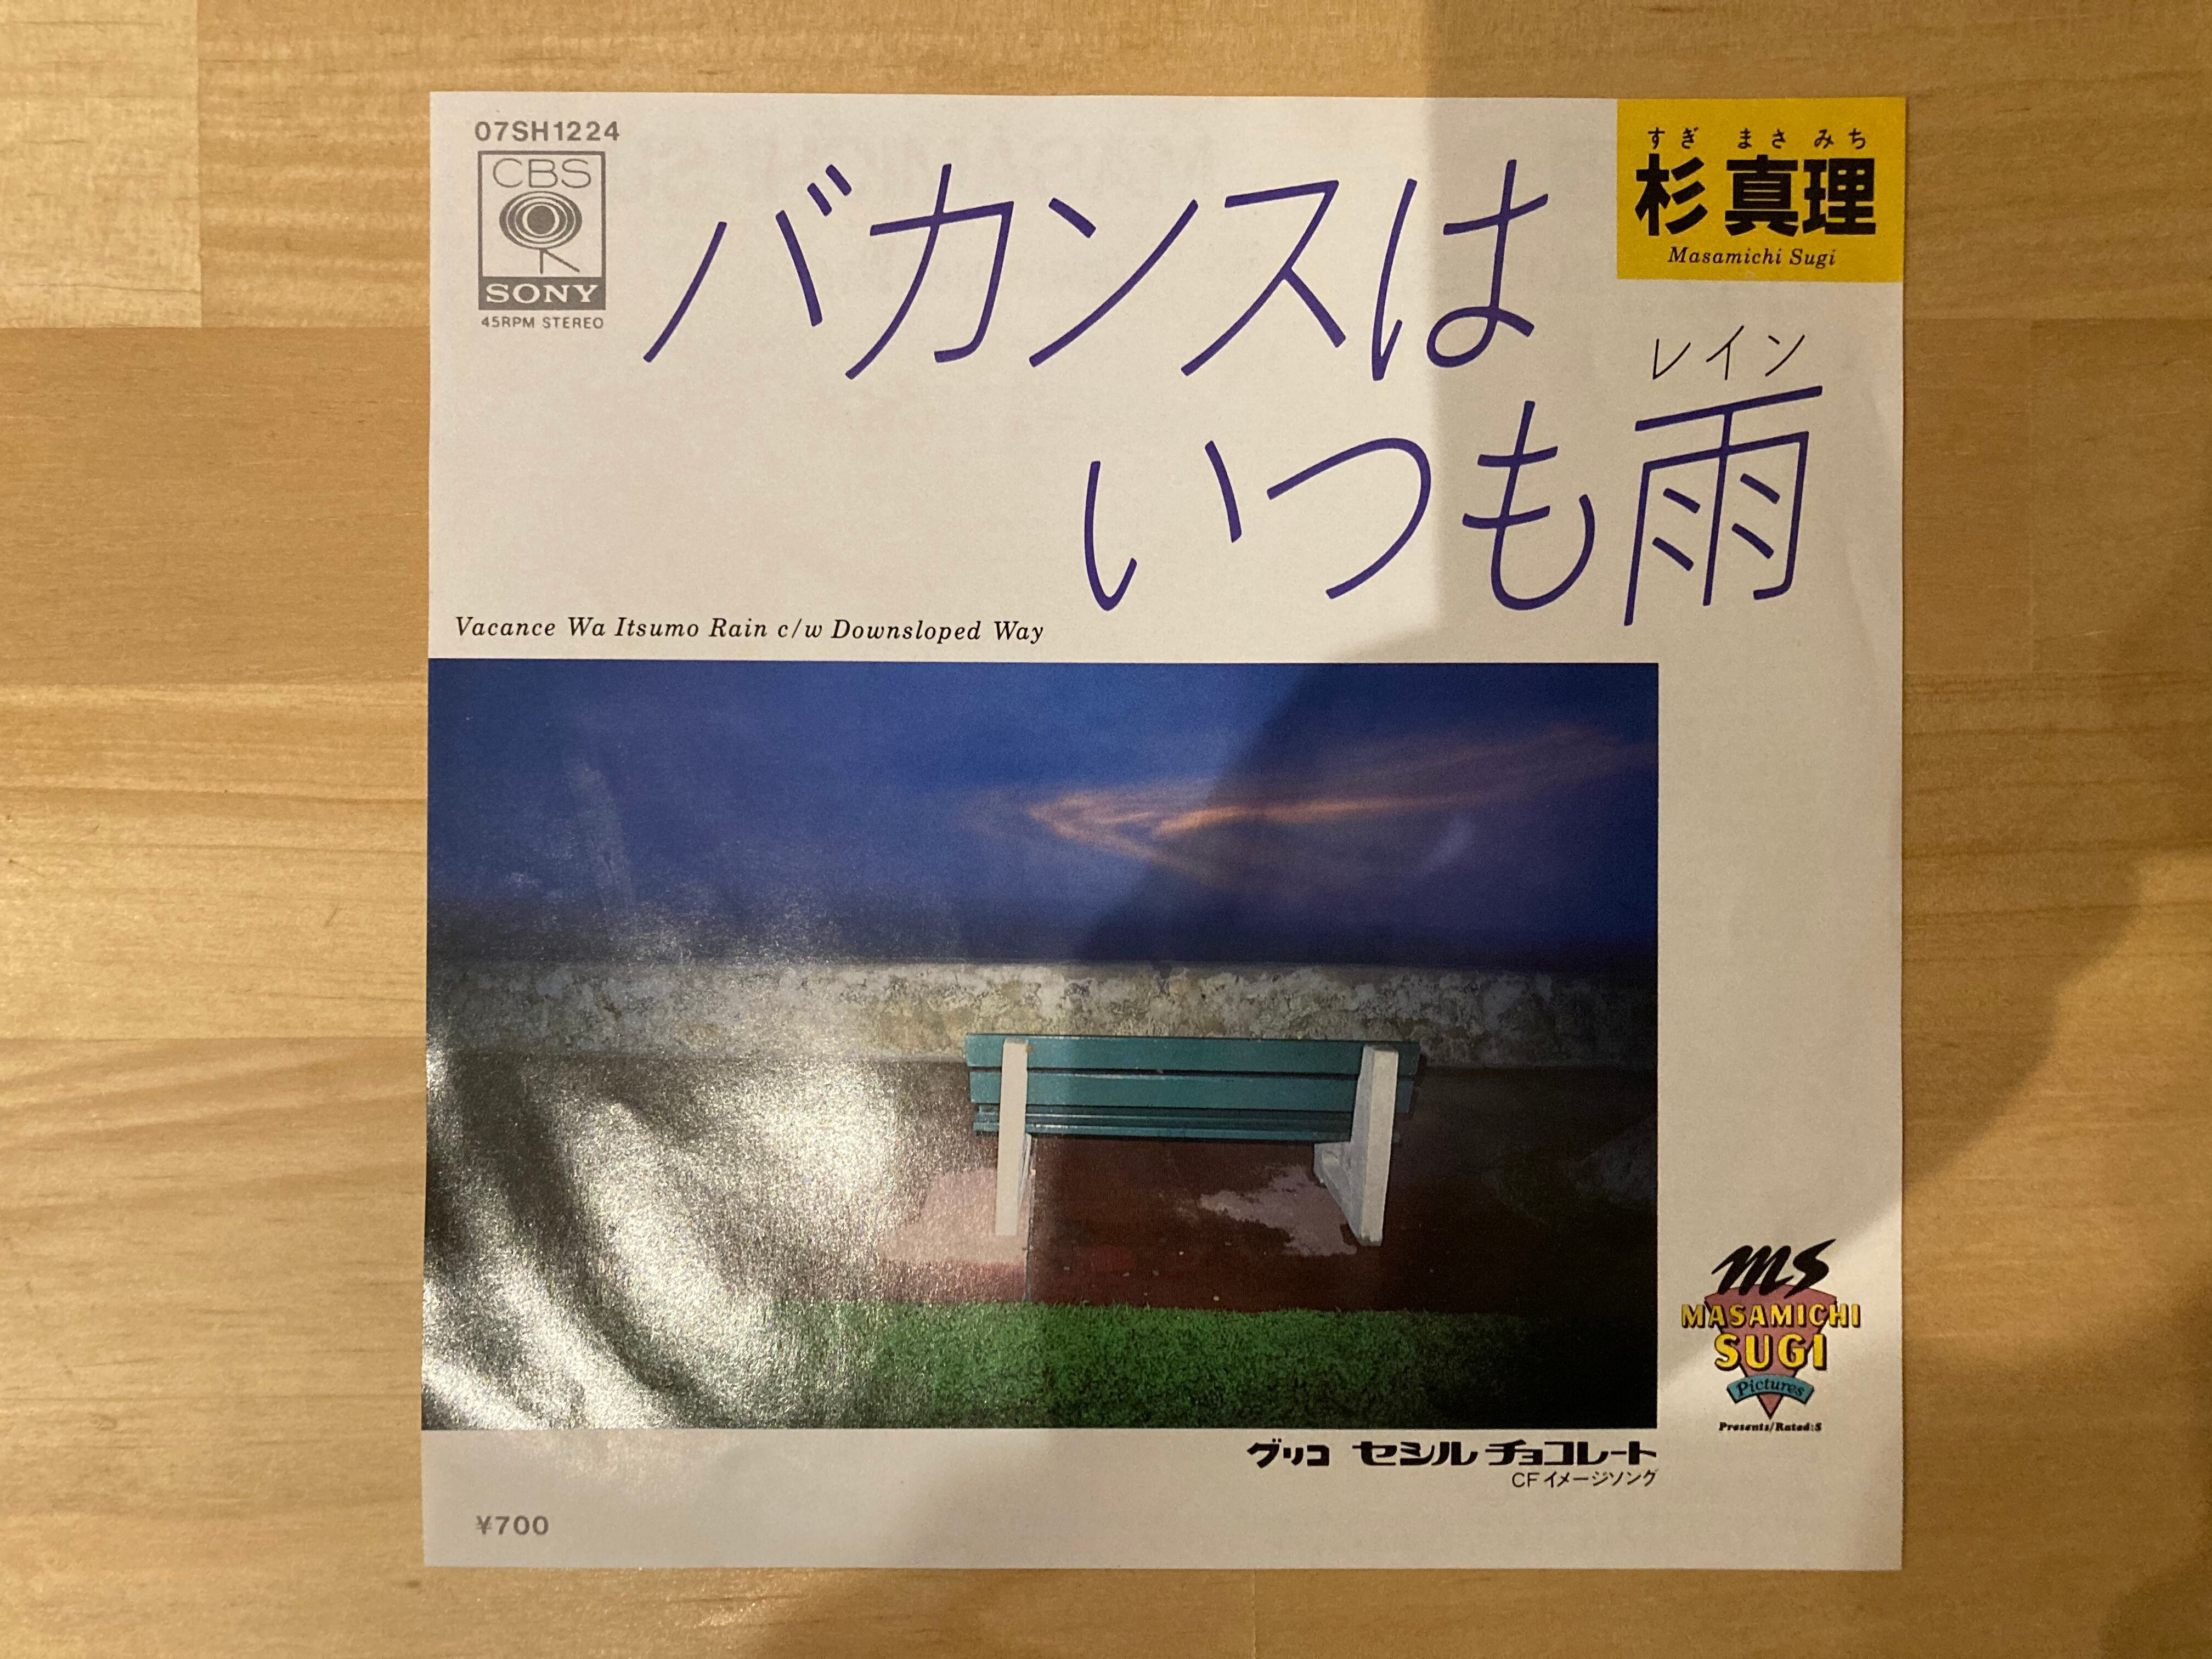 07SH1224
CBS
SONY
45RPM STEREO
すぎ まさみち
杉 真理
Masamichi Sugi
バカンスは
レイン
いつも雨
Vacance Wa Itsumo Rain c/w Downsloped Way
ms
MASAMICHI
SUGI
Pictures
Presents/Rated:S
グリコ セシル チョコレート
CFイメージソング
¥700